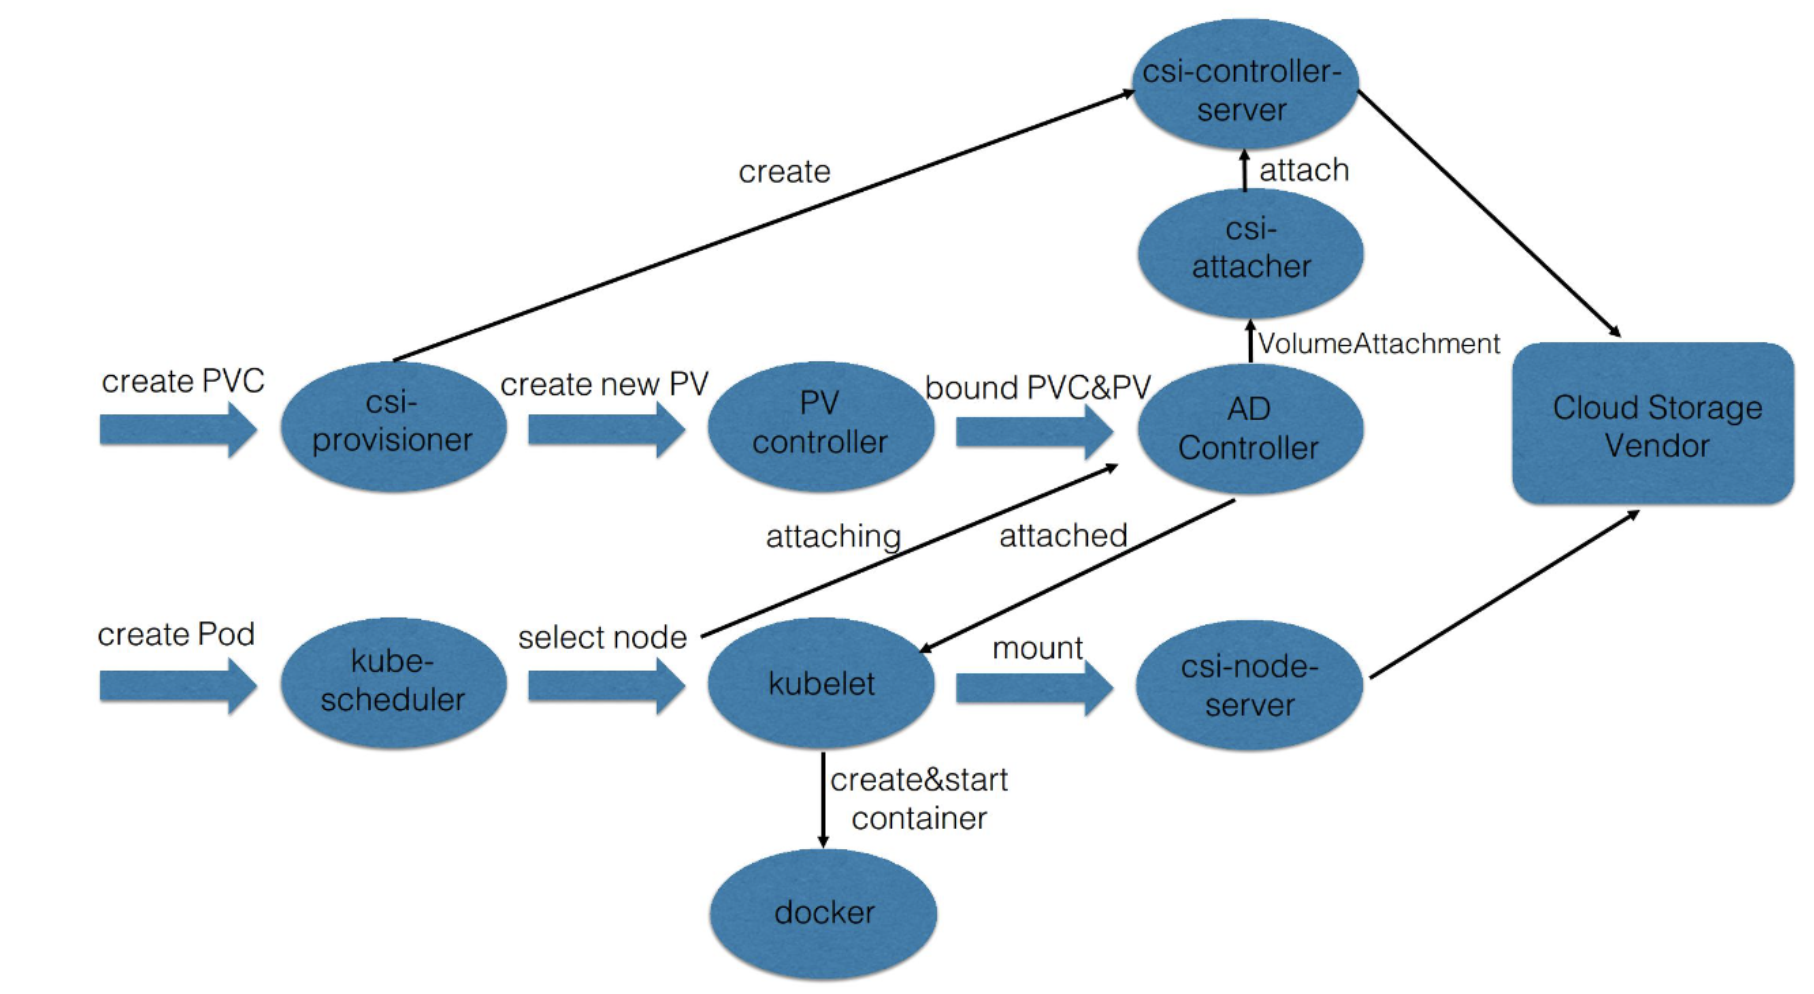 csi-controller-
server
create
attach
csi-
attacher
VolumeAttachment
create PVC
csi-
provisioner
create new PV
PV
controller
bound PVC&PV
AD
Controller
Cloud Storage
Vendor
attaching
attached
create Pod
kube-
scheduler
select node
kubelet
mount
csi-node-
server
create&start
container
docker